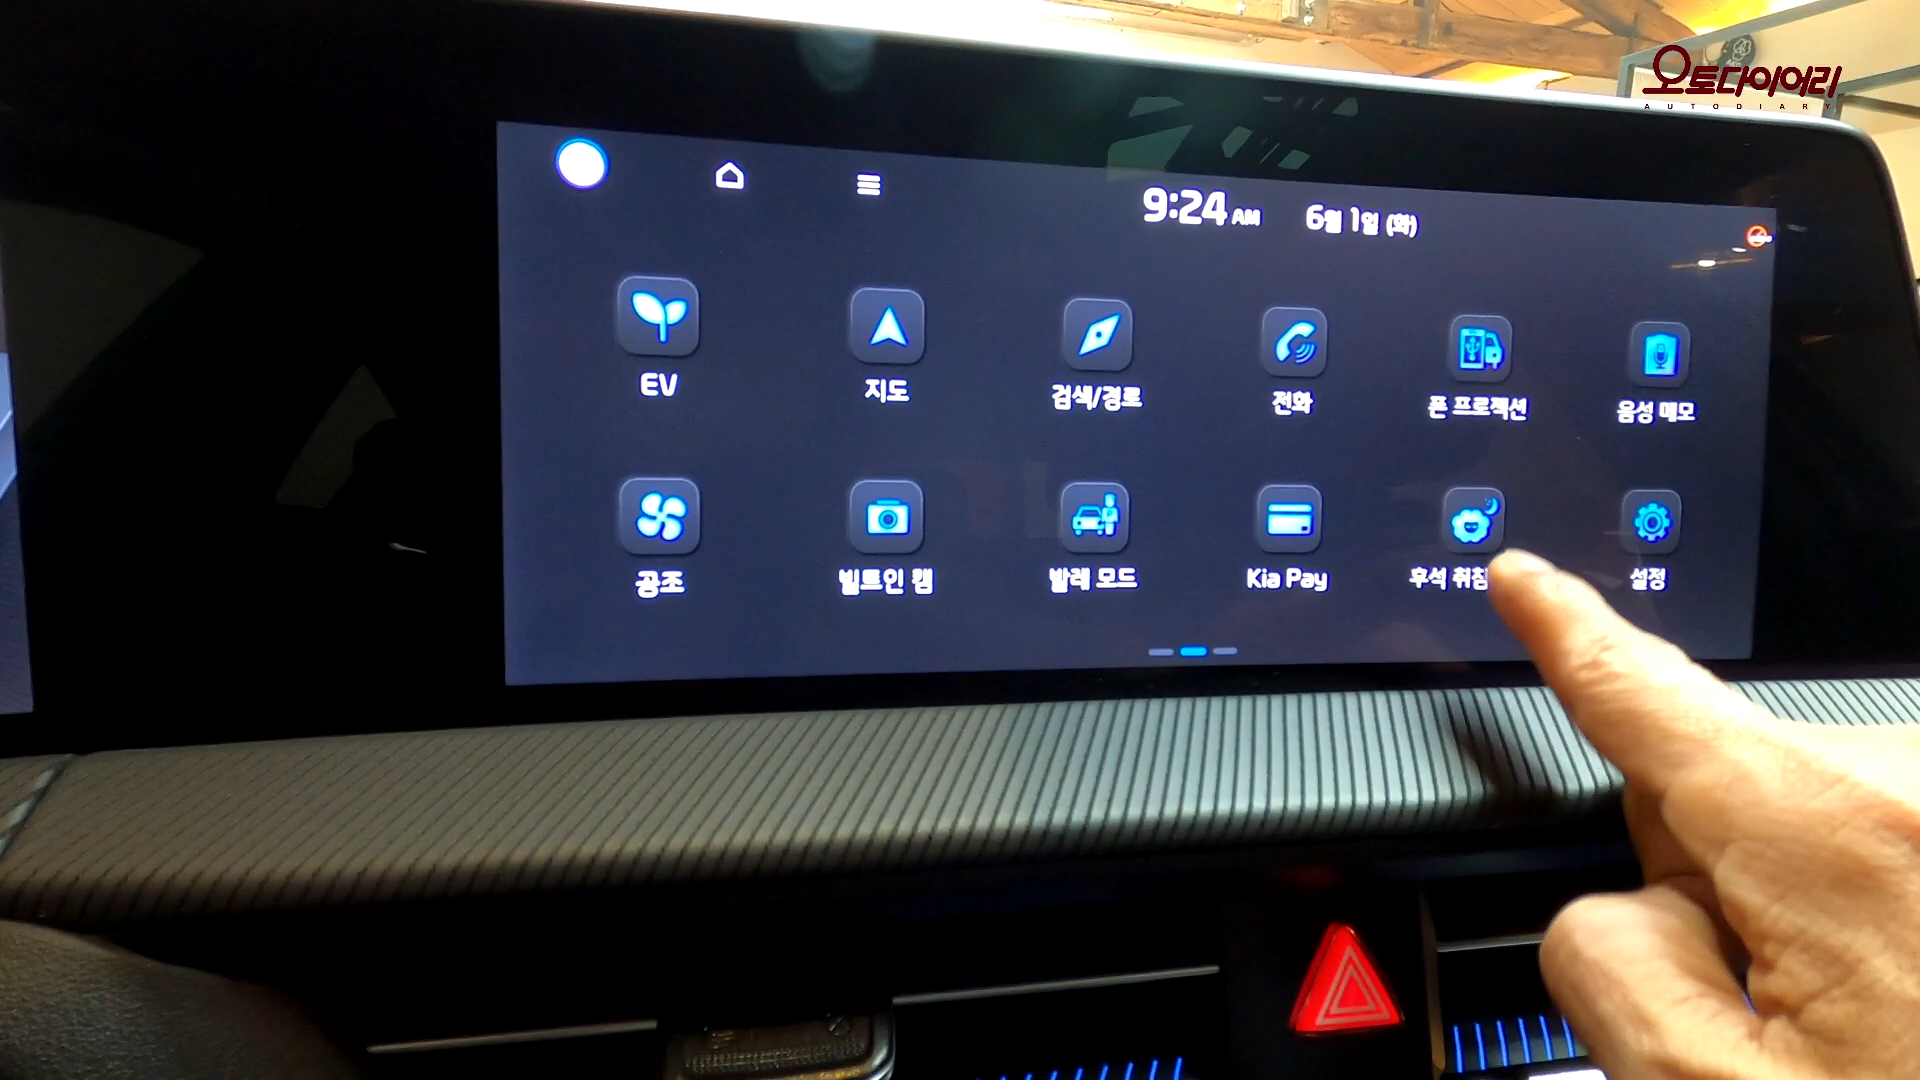 오토다이어리
AUTODIARY
9:24 AM 6월 1일 (화)
EV
지도
검색/경로
전화
폰 프로젝션
음성 메모
공조
빌트인 캠
발레 모드
Kia Pay
후석 취침
설정